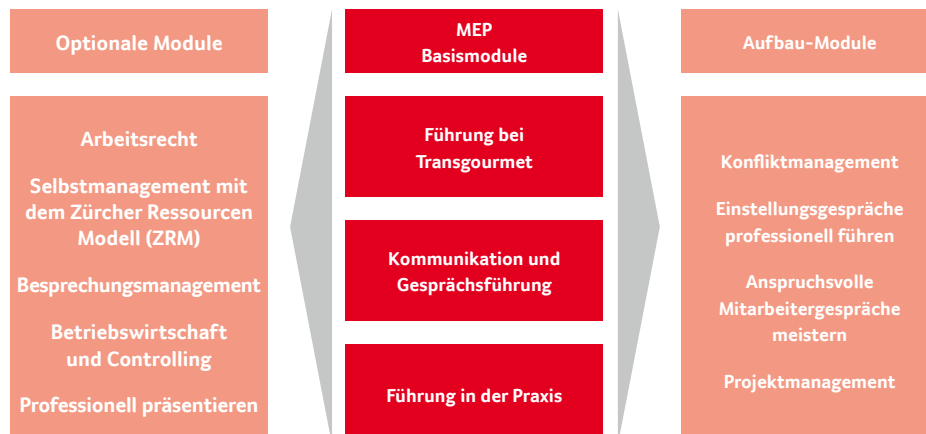 Optionale Module
Arbeitsrecht
Selbstmanagement mit
dem Zürcher Ressourcen
Modell (ZRM)
Besprechungsmanagement
Betriebswirtschaft
und Controlling
Professionell präsentieren
MEP
Basismodule
Führung bei
Transgourmet
Kommunikation und
Gesprächsführung
Führung in der Praxis
Aufbau-Module
Konfliktmanagement
Einstellungsgespräche
professionell führen
Anspruchsvolle
Mitarbeitergespräche
meistern
Projektmanagement